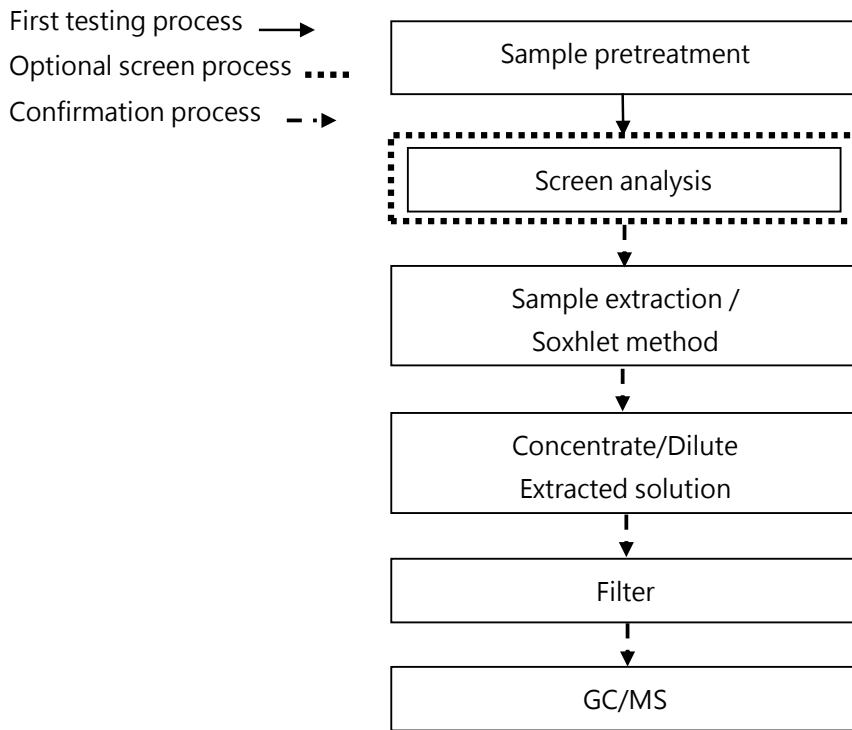 First testing process
Optional screen process
Confirmation process
Sample pretreatment
Screen analysis
Sample extraction /
Soxhlet method
Concentrate/Dilute
Extracted solution
Filter
GC/MS